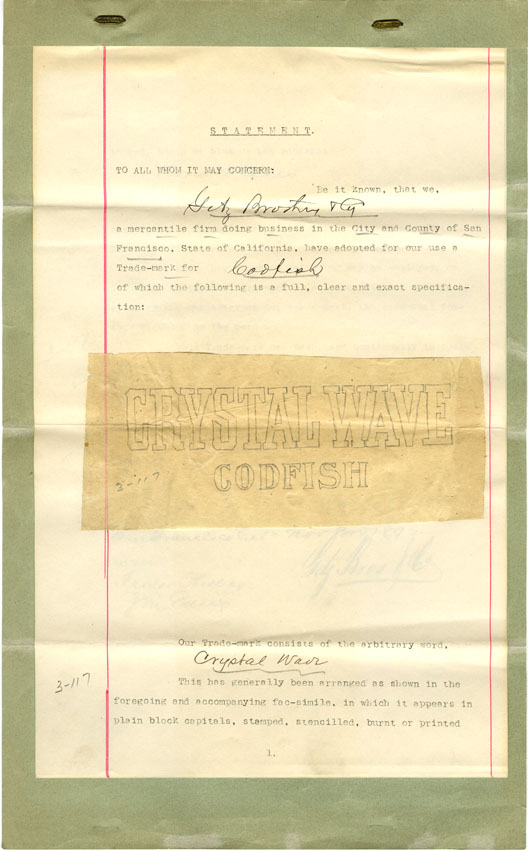 STATEMENT.
TO ALL WHOM IT MAY CONCERN:
Be it known, that we,
Getz Brothers & Co
a mercantile firm doing business in the City and County of San
Francisco, State of California, have adopted for our use a
Trade-mark for Codfish
of which the following is a full, clear and exact specifica-
tion:
CRYSTAL WAVE
CODFISH
3-117
Our Trade-mark consists of the arbitrary word,
Crystal Wave
3-117
This has generally been arranged as shown in the
foregoing and accompanying fac-simile, in which it appears in
plain block capitals, stamped, stencilled, burnt or printed
1.